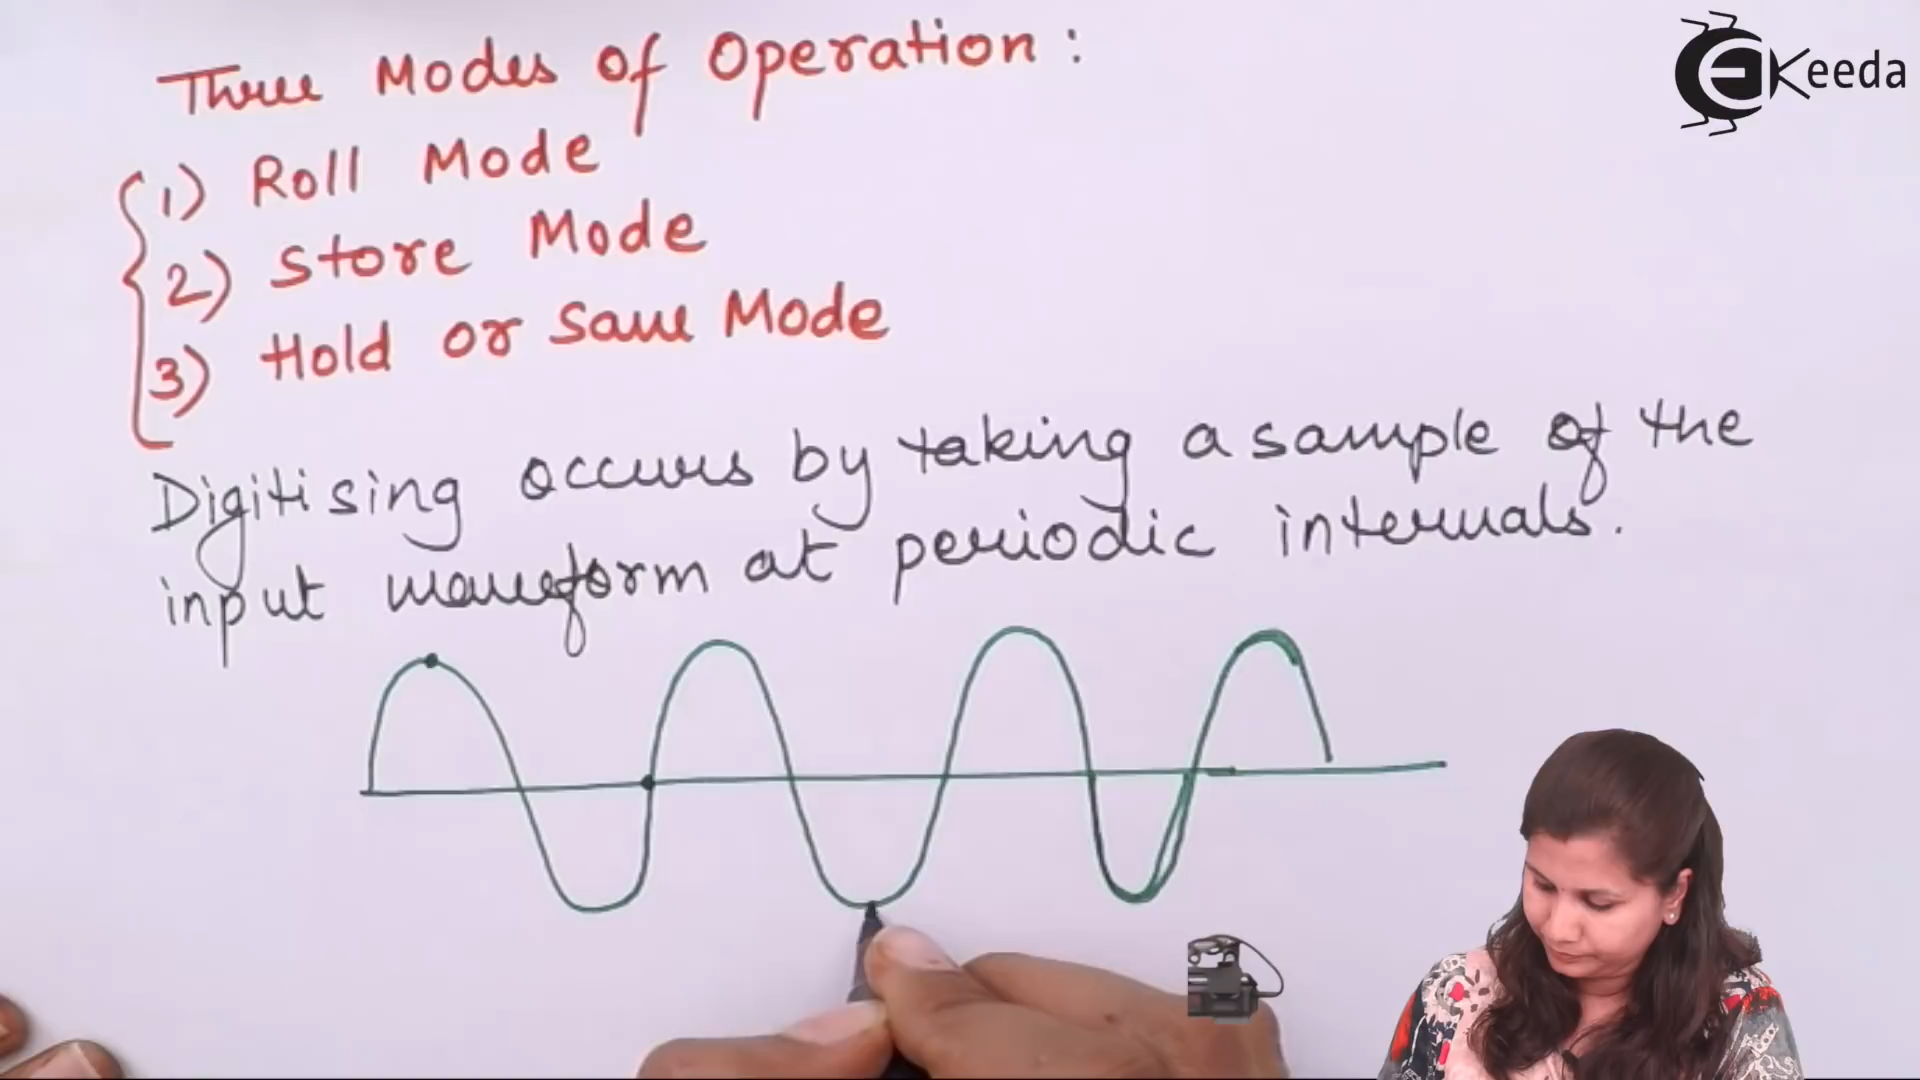 Three Modes of Operation:
1) Roll Mode
2) Store Mode
3) Hold or Save Mode
Digitising occurs by taking a sample of the
input waveform at periodic intervals.
EKeeda